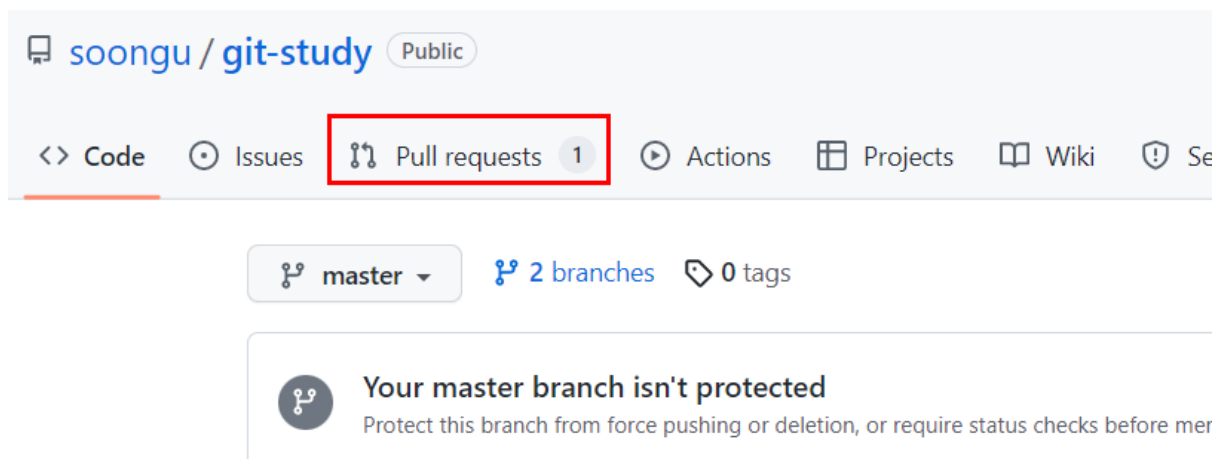 soongu / git-study Public
Code Issues Pull requests 1 Actions Projects Wiki
master 2 branches 0 tags
Your master branch isn't protected
Protect this branch from force pushing or deletion, or require status checks before